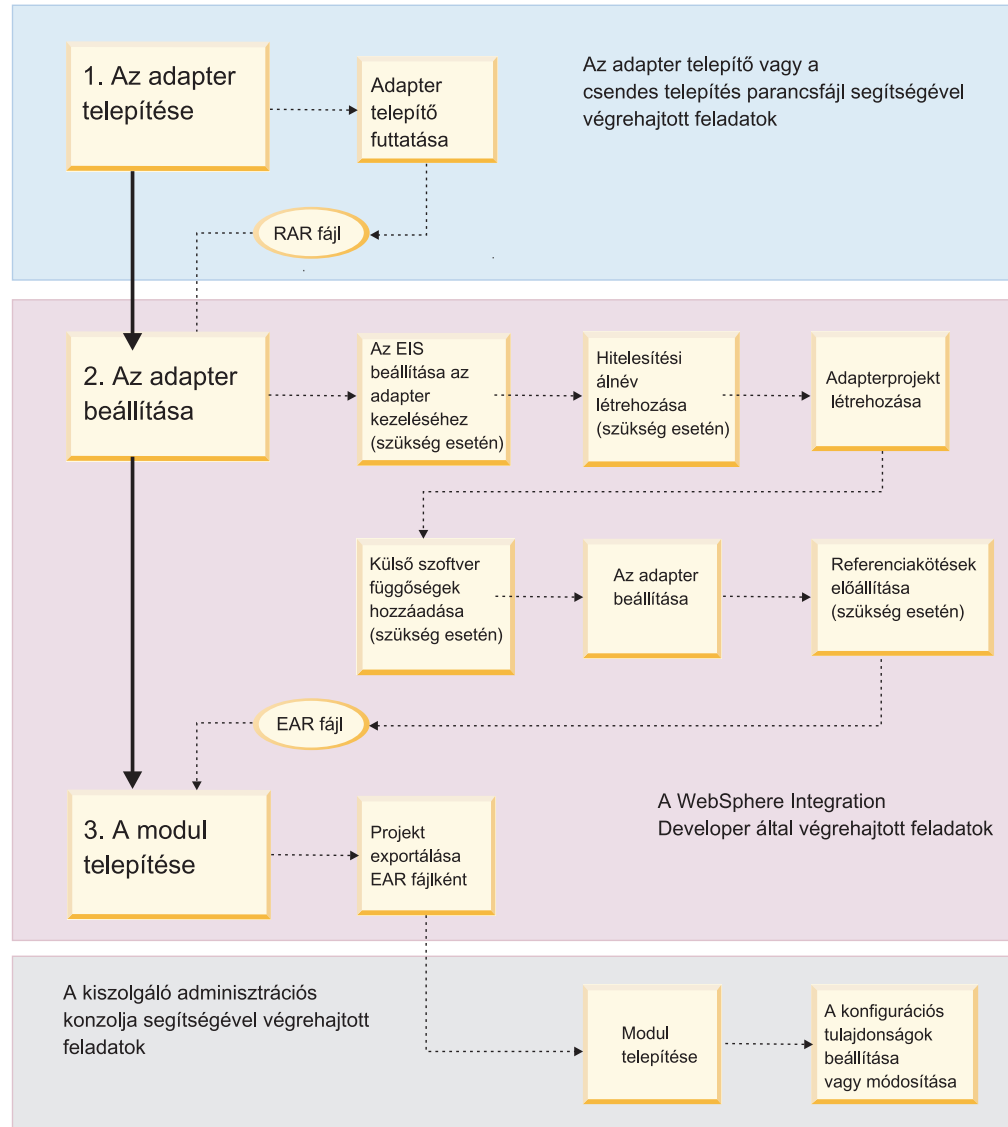 1. Az adapter
telepítése
Adapter
telepítő
futtatása
Az adapter telepítő vagy a
csendes telepítés parancsfájl segítségével
végrehajtott feladatok
RAR fájl
2. Az adapter
beállítása
Az EIS
beállítása az
adapter
kezeléséhez
(szükség esetén)
Hitelesítési
álnév
létrehozása
(szükség esetén)
Adapterprojekt
létrehozása
Külső szoftver
függőségek
hozzáadása
(szükség esetén)
Az adapter
beállítása
Referenciakötések
előállítása
(szükség esetén)
EAR fájl
3. A modul
telepítése
Projekt
exportálása
EAR fájlként
A WebSphere Integration
Developer által végrehajtott feladatok
A kiszolgáló adminisztrációs
konzolja segítségével végrehajtott
feladatok
Modul
telepítése
A konfigurációs
tulajdonságok
beállítása
vagy módosítása